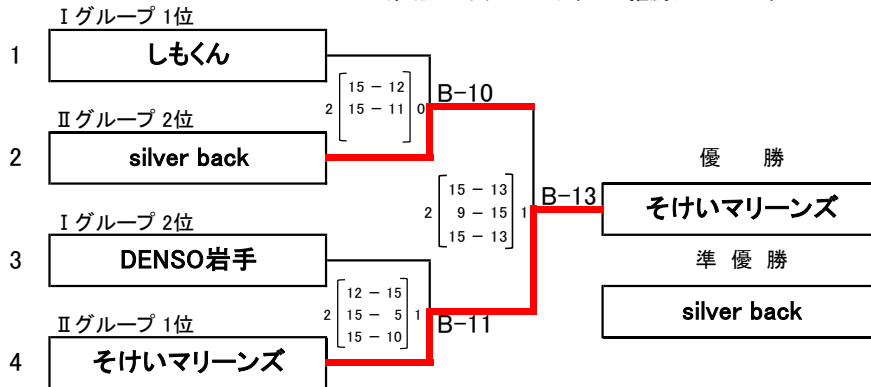 Ⅰグループ 1位
1 しもくん
15 － 12
2 15 － 11 0
B-10
Ⅱグループ 2位
2 silver back
優　勝
15 － 13
2 9 － 15 1
15 － 13
B-13
そけいマリーンズ
Ⅰグループ 2位
3 DENSO岩手
準 優 勝
12 － 15
2 15 － 5 1
15 － 10
B-11
silver back
Ⅱグループ 1位
4 そけいマリーンズ